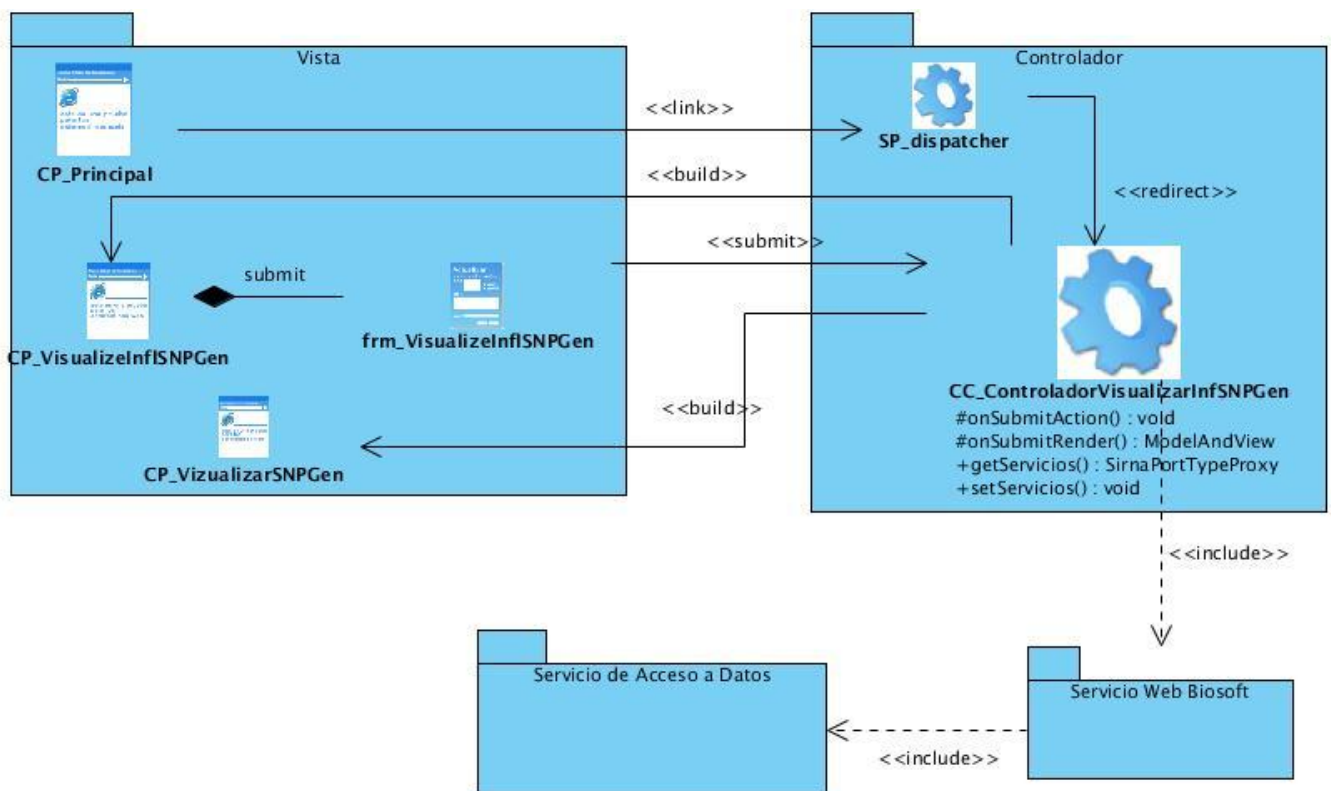 Vista
Controlador
<<link>>
SP_dispatcher
CP_Principal
<<build>>
<<redirect>>
<<submit>>
submit
frm_VisualizeInflSNPGen
CP_VisualizeInflSNPGen
<<build>>
CC_ControladorVisualizarInfSNPGen
#onSubmitAction() : void
#onSubmitRender() : ModelAndView
+getServicios() : SirnaPortTypeProxy
+setServicios() : void
CP_VizualizarSNPGen
<<include>>
Servicio de Acceso a Datos
Servicio Web Biosoft
<<include>>